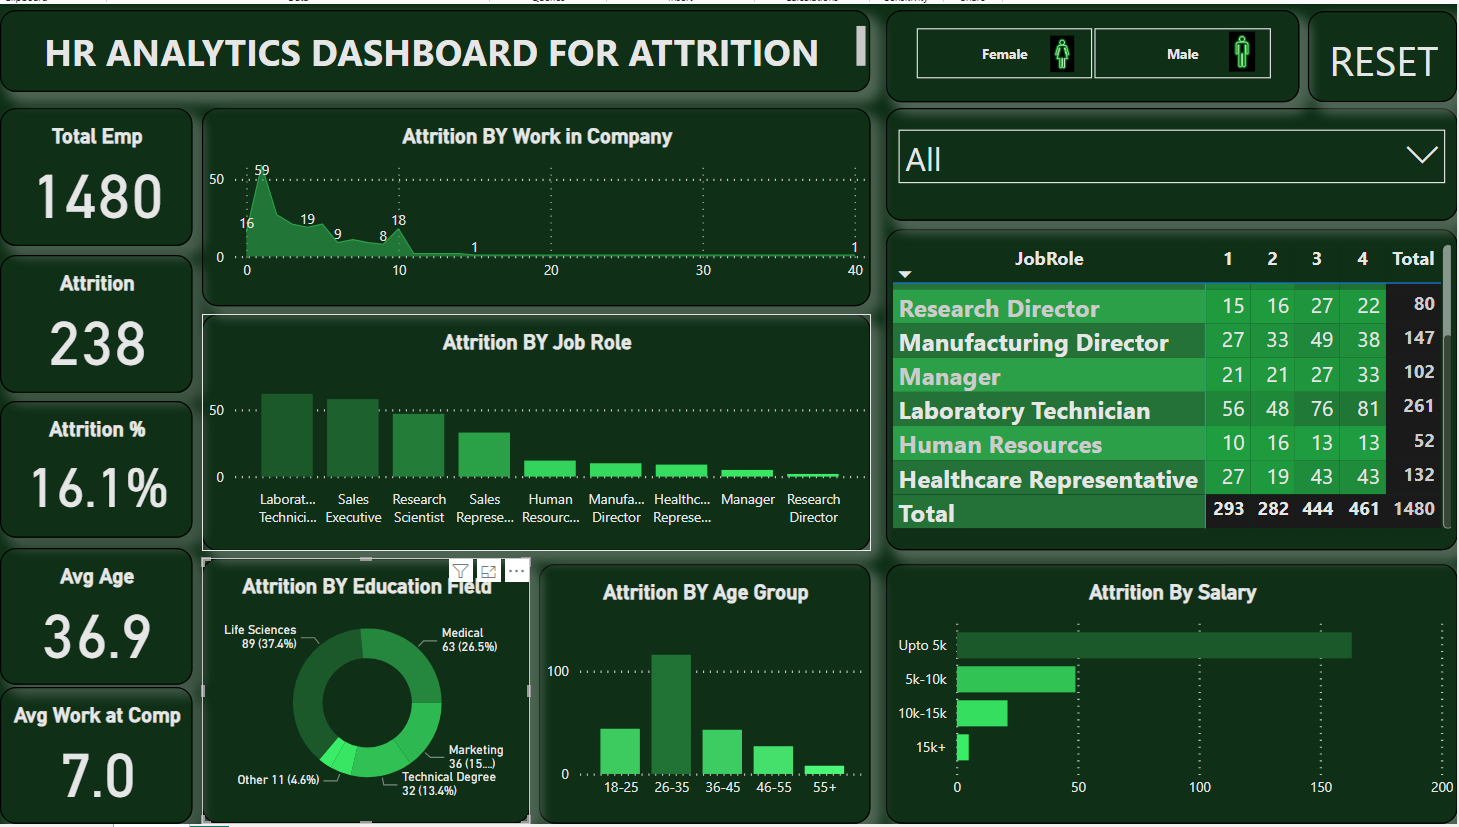 HR ANALYTICS DASHBOARD FOR ATTRITION
Female
Male
RESET
Total Emp
1480
Attrition
238
Attrition %
16.1%
Avg Age
36.9
Avg Work at Comp
7.0
Attrition BY Work in Company
50
0
16
59
19
9
8
18
1
1
0 10 20 30 40
All
Attrition BY Job Role
50
0
Laborat... Sales Research Sales Human Manufa... Healthc... Manager Research
Technici... Executive Scientist Represe... Resourc... Director Represe... Director
JobRole 1 2 3 4 Total
Research Director 15 16 27 22 80
Manufacturing Director 27 33 49 38 147
Manager 21 21 27 33 102
Laboratory Technician 56 48 76 81 261
Human Resources 10 16 13 13 52
Healthcare Representative 27 19 43 43 132
Total 293 282 444 461 1480
Attrition BY Education Field
Life Sciences
89 (37.4%)
Medical
63 (26.5%)
Marketing
36 (15...)
Technical Degree
32 (13.4%)
Other 11 (4.6%)
Attrition BY Age Group
100
0
18-25 26-35 36-45 46-55 55+
Attrition By Salary
Upto 5k
5k-10k
10k-15k
15k+
0 50 100 150 200